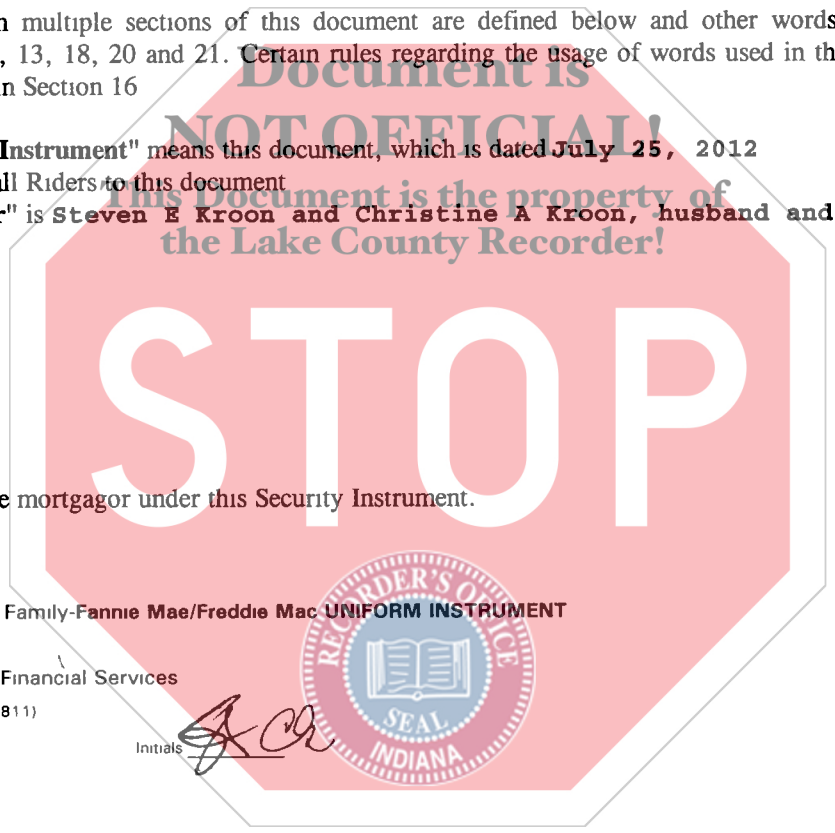 n multiple sections of this document are defined below and other words
, 13, 18, 20 and 21. Certain rules regarding the usage of words used in th
n Section 16
Document is
NOT OFFICIAL!
Instrument" means this document, which is dated July 25, 2012
ll Riders to this document
This Document is the property of
r" is Steven E Kroon and Christine A Kroon, husband and
the Lake County Recorder!
STOP
e mortgagor under this Security Instrument.
Family-Fannie Mae/Freddie Mac UNIFORM INSTRUMENT
Financial Services
811)
Initials
RECORDER'S OFFICE
SEAL
INDIANA